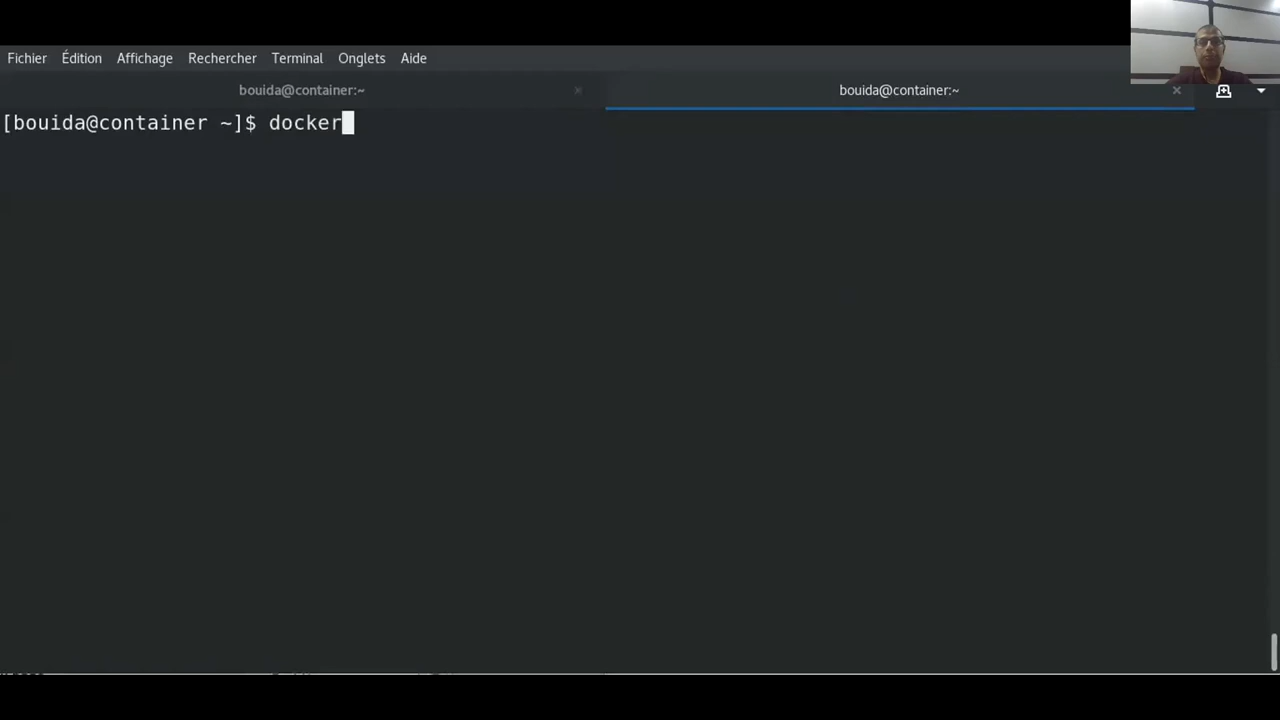 Fichier Édition Affichage Rechercher Terminal Onglets Aide
bouida@container:~ × bouida@container:~ ×
[bouida@container ~]$ docker